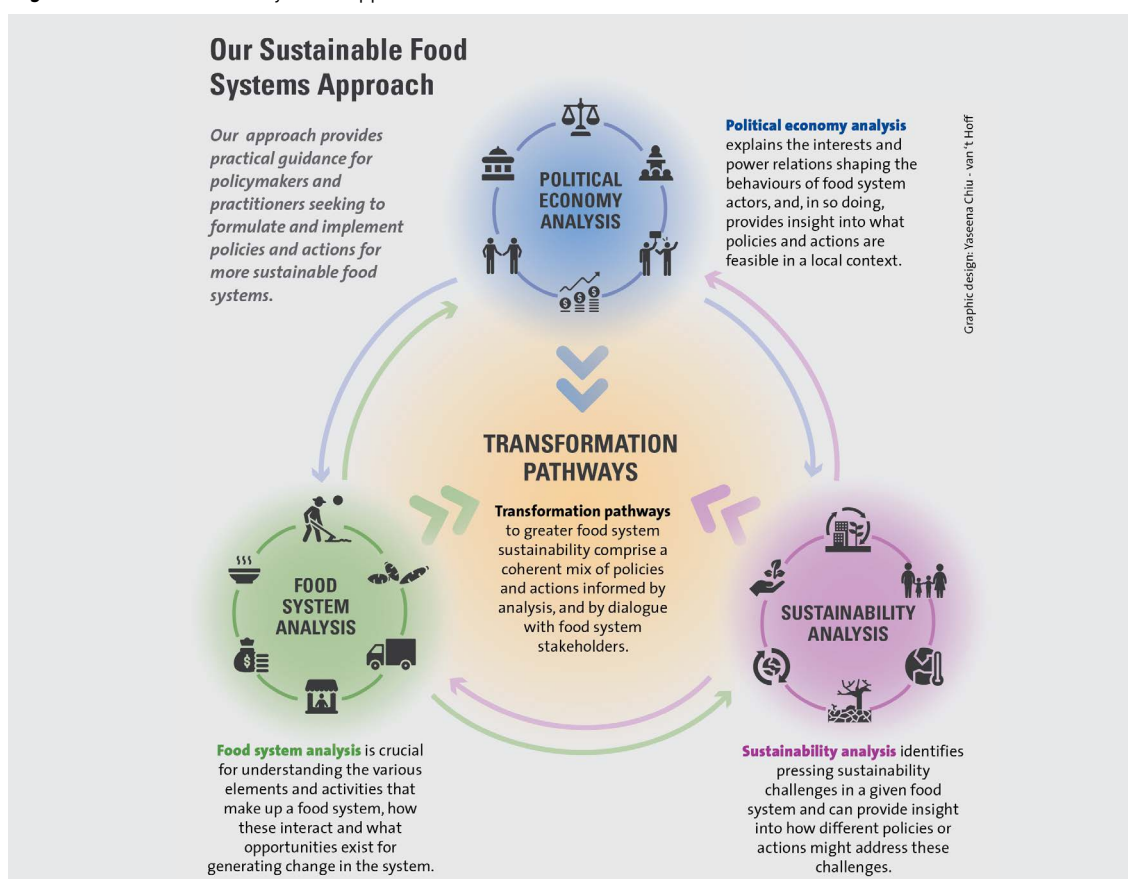 Our Sustainable Food
Systems Approach
Our approach provides
practical guidance for
policymakers and
practitioners seeking to
formulate and implement
policies and actions for
more sustainable food
systems.
POLITICAL
ECONOMY
ANALYSIS
Political economy analysis
explains the interests and
power relations shaping the
behaviours of food system
actors, and, in so doing,
provides insight into what
policies and actions are
feasible in a local context.
Graphic design: Yaseena Chiu - van't Hoff
TRANSFORMATION
PATHWAYS
Transformation pathways
to greater food system
sustainability comprise a
coherent mix of policies
and actions informed by
analysis, and by dialogue
with food system
stakeholders.
FOOD
SYSTEM
ANALYSIS
SUSTAINABILITY
ANALYSIS
Food system analysis is crucial
for understanding the various
elements and activities that
make up a food system, how
these interact and what
opportunities exist for
generating change in the system.
Sustainability analysis identifies
pressing sustainability
challenges in a given food
system and can provide insight
into how different policies or
actions might address these
challenges.